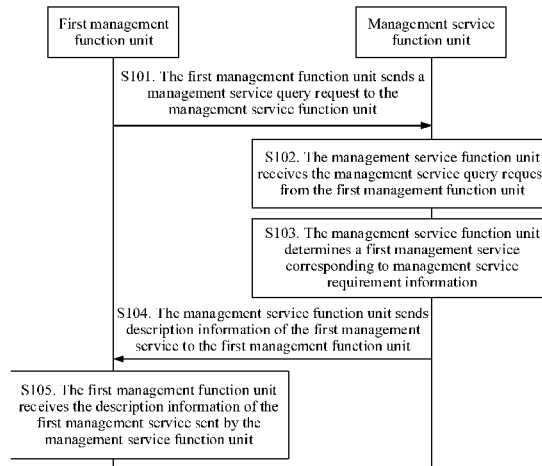 First management
function unit
Management service
function unit
S101. The first management function unit sends a
management service query request to the
management service function unit
S102. The management service function unit
receives the management service query reques
from the first management function unit
S103. The management service function unit
determines a first management service
corresponding to management service
requirement information
S104. The management service function unit sends
description information of the first management
service to the first management function unit
S105. The first management function unit
receives the description information of the
first management service sent by the
management service function unit